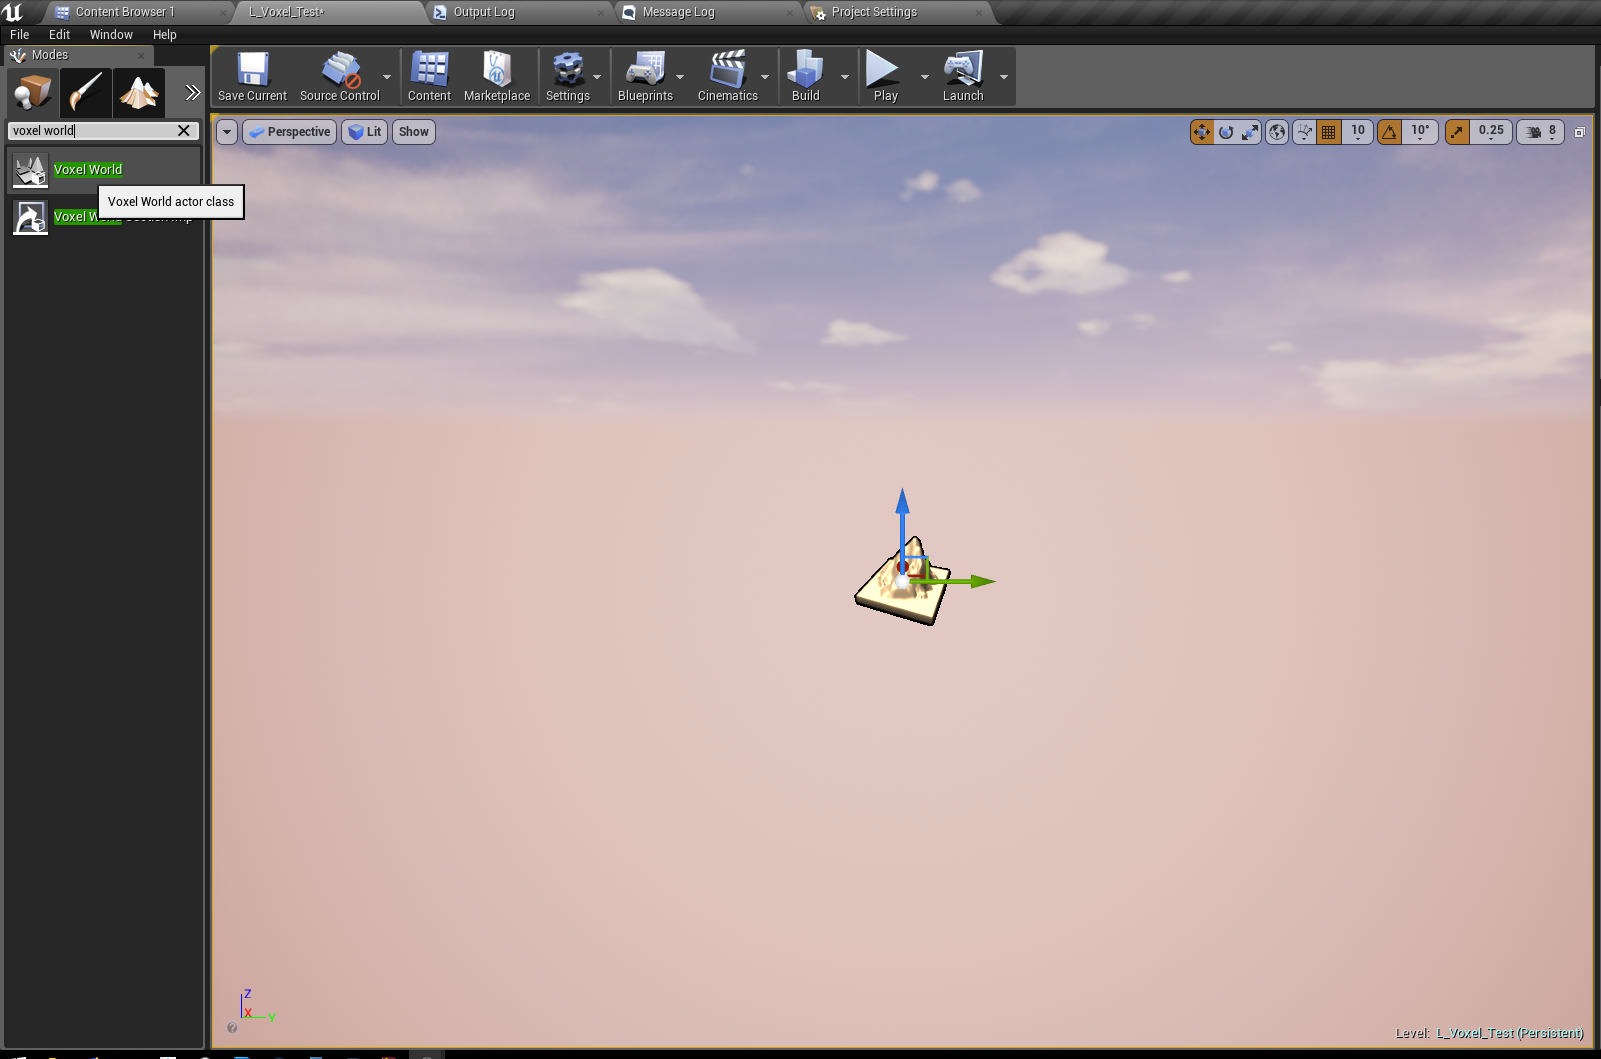 Content Browser 1
L_Voxel_Test*
Output Log
Message Log
Project Settings
File Edit Window Help
Modes
Save Current
Source Control
Content
Marketplace
Settings
Blueprints
Cinematics
Build
Play
Launch
voxel world
Perspective
Lit
Show
10
10°
0.25
8
Voxel World
Voxel World actor class
Voxel
Z
X
Y
Level: L_Voxel_Test (Persistent)